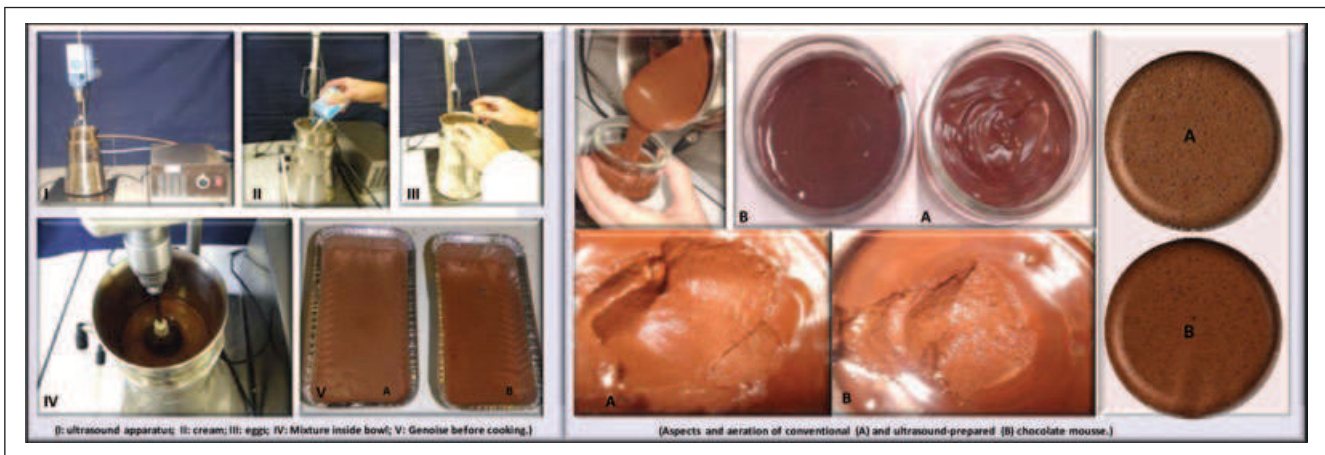 I
II
III
IV
V
A
B
(I: ultrasound apparatus; II: cream; III: eggs; IV: Mixture inside bowl; V: Genoise before cooking.)
B
A
A
B
A
B
(Aspects and aeration of conventional (A) and ultrasound-prepared (B) chocolate mousse.)